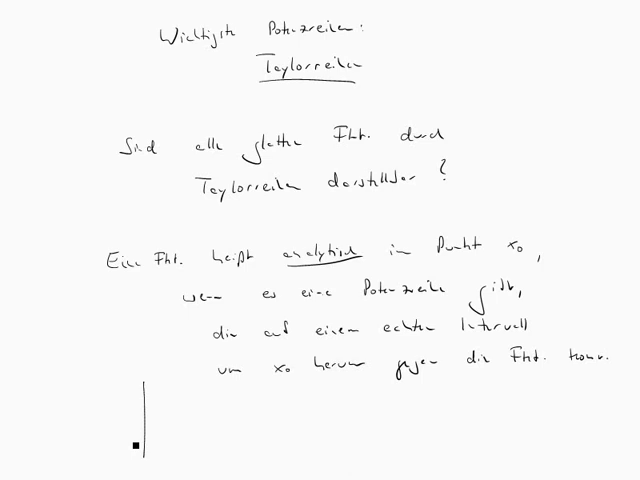 Wichtigste Potenzreihen:
Taylorreihen
Sind alle glatten Fkt. durch
Taylorreihen darstellbar?
Eine Fkt. heißt analytisch im Punkt x₀,
wenn es eine Potenzreihe gibt,
die auf einem echten Intervall
um x₀ herum gegen die Fkt. konv.